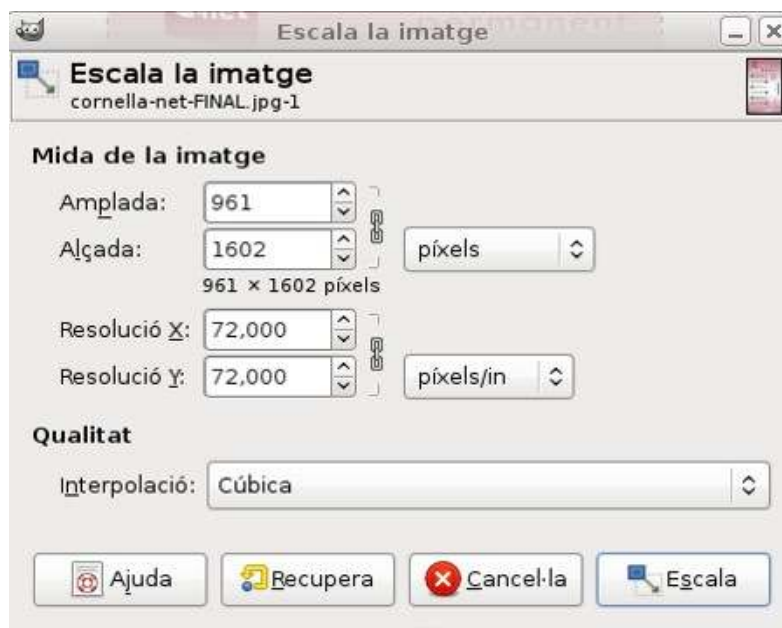 net permanent
Escala la imatge
Escala la imatge
cornella-net-FINAL.jpg-1
Mida de la imatge
Amplada: 961
Alçada: 1602 píxels
961 × 1602 píxels
Resolució X: 72,000
Resolució Y: 72,000 píxels/in
Qualitat
Interpolació: Cúbica
Ajuda Recupera Cancel·la Escala